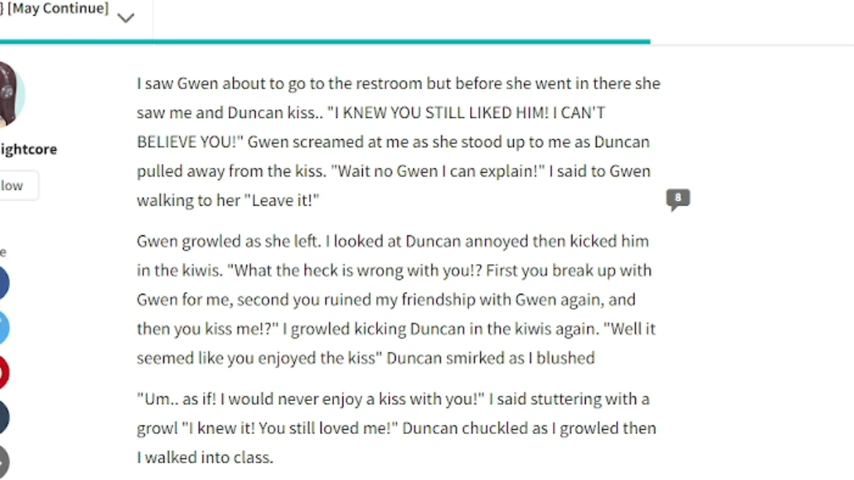 } [May Continue]
I saw Gwen about to go to the restroom but before she went in there she
saw me and Duncan kiss.. "I KNEW YOU STILL LIKED HIM! I CAN'T
BELIEVE YOU!" Gwen screamed at me as she stood up to me as Duncan
ightcore
pulled away from the kiss. "Wait no Gwen I can explain!" I said to Gwen
low
walking to her "Leave it!"
8
Gwen growled as she left. I looked at Duncan annoyed then kicked him
e
in the kiwis. "What the heck is wrong with you!? First you break up with
Gwen for me, second you ruined my friendship with Gwen again, and
then you kiss me!?" I growled kicking Duncan in the kiwis again. "Well it
seemed like you enjoyed the kiss" Duncan smirked as I blushed
"Um.. as if! I would never enjoy a kiss with you!" I said stuttering with a
growl "I knew it! You still loved me!" Duncan chuckled as I growled then
I walked into class.